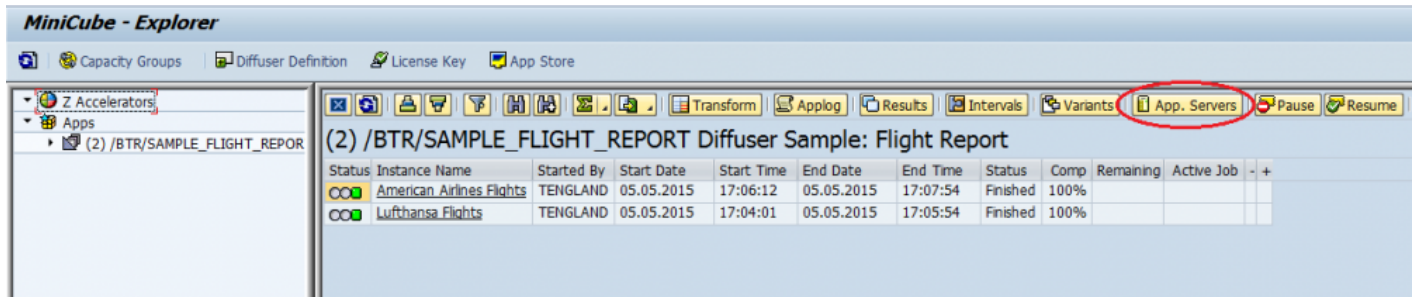 MiniCube - Explorer
Capacity Groups Diffuser Definition License Key App Store
Z Accelerators
Apps
(2) /BTR/SAMPLE_FLIGHT_REPOR
Transform Applog Results Intervals Variants App. Servers Pause Resume
(2) /BTR/SAMPLE_FLIGHT_REPORT Diffuser Sample: Flight Report
Status Instance Name Started By Start Date Start Time End Date End Time Status Comp Remaining Active Job - +
American Airlines Flights TENGLAND 05.05.2015 17:06:12 05.05.2015 17:07:54 Finished 100%
Lufthansa Flights TENGLAND 05.05.2015 17:04:01 05.05.2015 17:05:54 Finished 100%